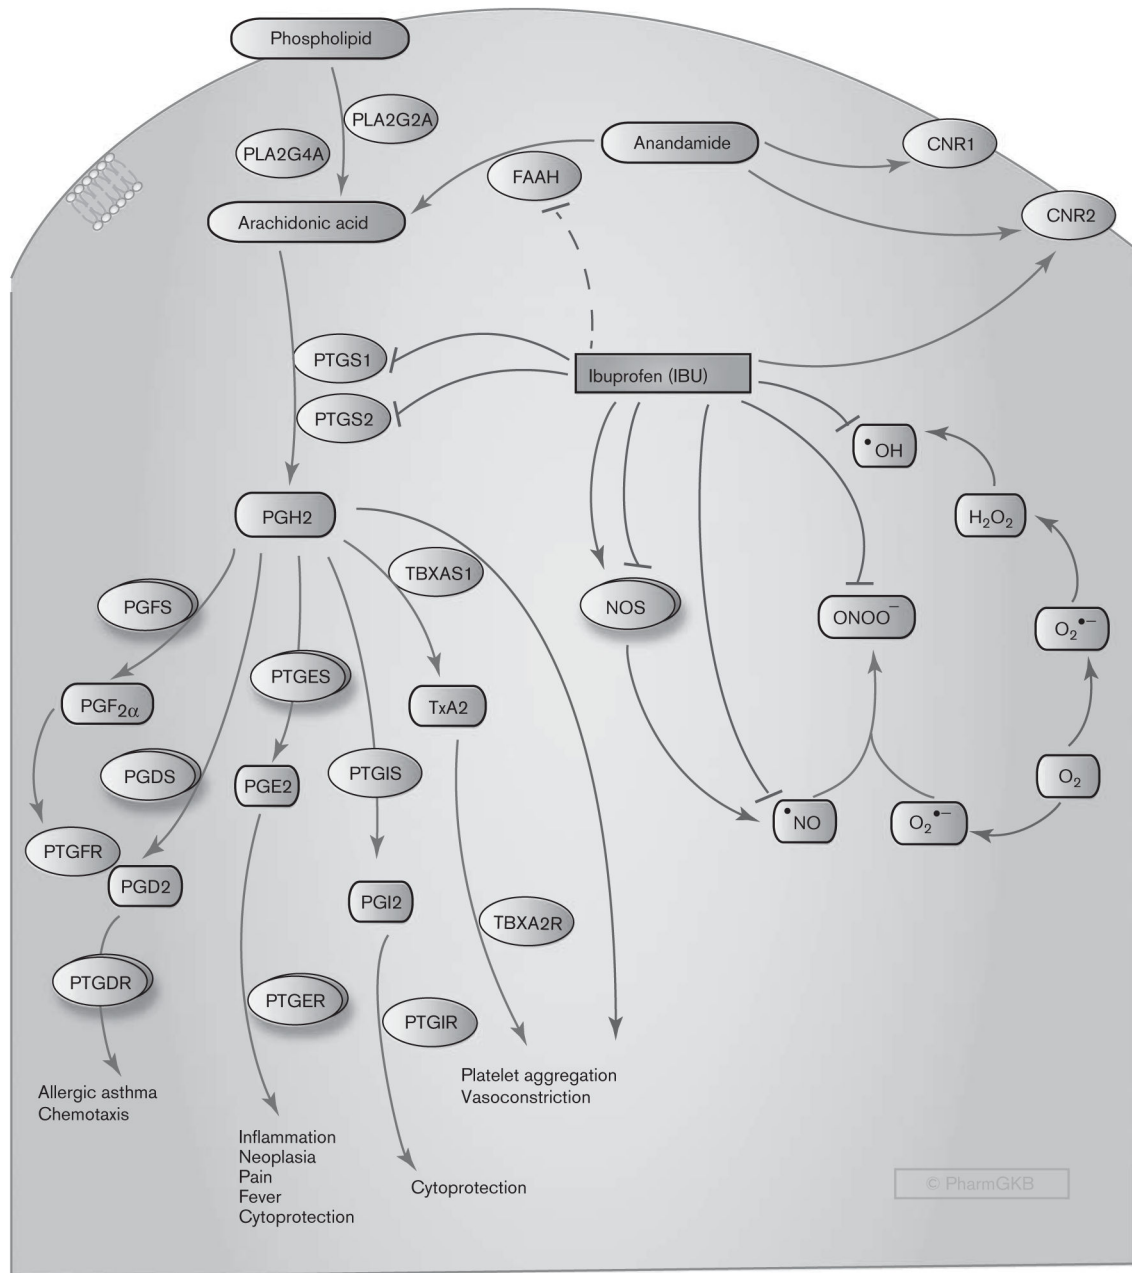 Phospholipid
PLA2G2A
PLA2G4A
Anandamide
CNR1
FAAH
CNR2
Arachidonic acid
PTGS1
Ibuprofen (IBU)
PTGS2
•OH
PGH2
H₂O₂
TBXAS1
PGFS
NOS
ONOO⁻
O₂•⁻
PTGES
PGF₂α
TxA2
PGDS
PGE2
PTGIS
O₂
•NO
O₂•⁻
PTGFR
PGD2
PGI2
TBXA2R
PTGDR
PTGER
PTGIR
Platelet aggregation
Vasoconstriction
Allergic asthma
Chemotaxis
Inflammation
Neoplasia
Pain
Fever
Cytoprotection
Cytoprotection
© PharmGKB